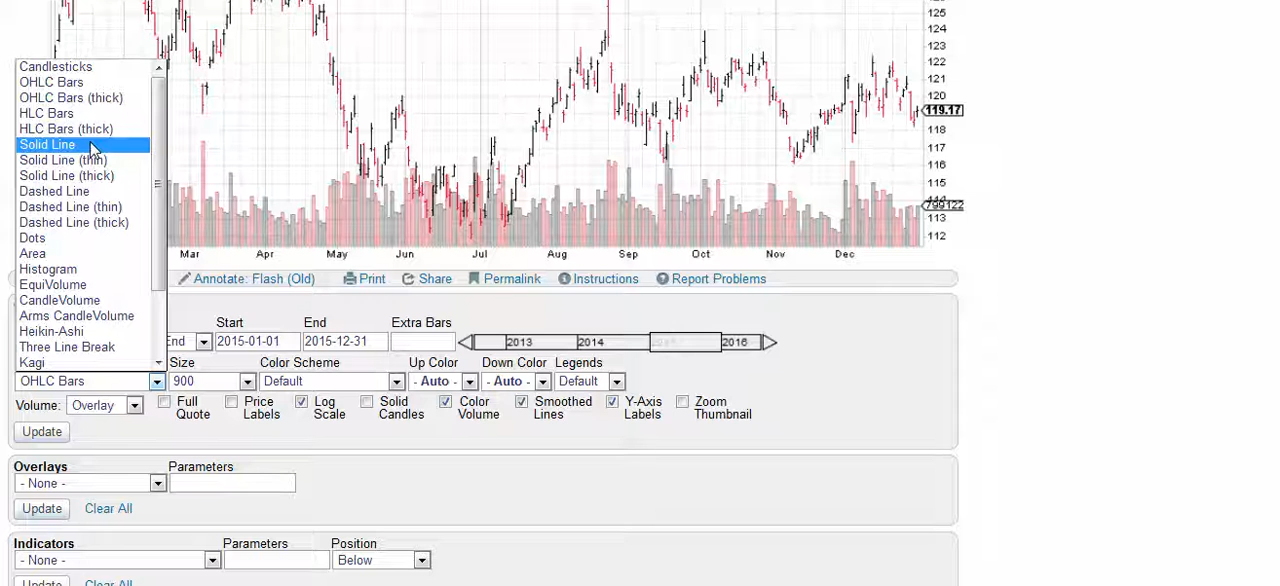 125
124
123
122
121
120
119.17
118
117
116
115
114
799122
113
112
Mar Apr May Jun Jul Aug Sep Oct Nov Dec
Candlesticks
OHLC Bars
OHLC Bars (thick)
HLC Bars
HLC Bars (thick)
Solid Line
Solid Line (thin)
Solid Line (thick)
Dashed Line
Dashed Line (thin)
Dashed Line (thick)
Dots
Area
Histogram
EquiVolume
CandleVolume
Arms CandleVolume
Heikin-Ashi
Three Line Break
Kagi
Annotate: Flash (Old) Print Share Permalink Instructions Report Problems
Start End Extra Bars
End 2015-01-01 2015-12-31 2013 2014 2015 2016
Size Color Scheme Up Color Down Color Legends
OHLC Bars 900 Default - Auto - - Auto - Default
Volume: Overlay Full Quote Price Labels Log Scale Solid Candles Color Volume Smoothed Lines Y-Axis Labels Zoom Thumbnail
Update
Overlays Parameters
- None -
Update Clear All
Indicators Parameters Position
- None - Below
Update Clear All